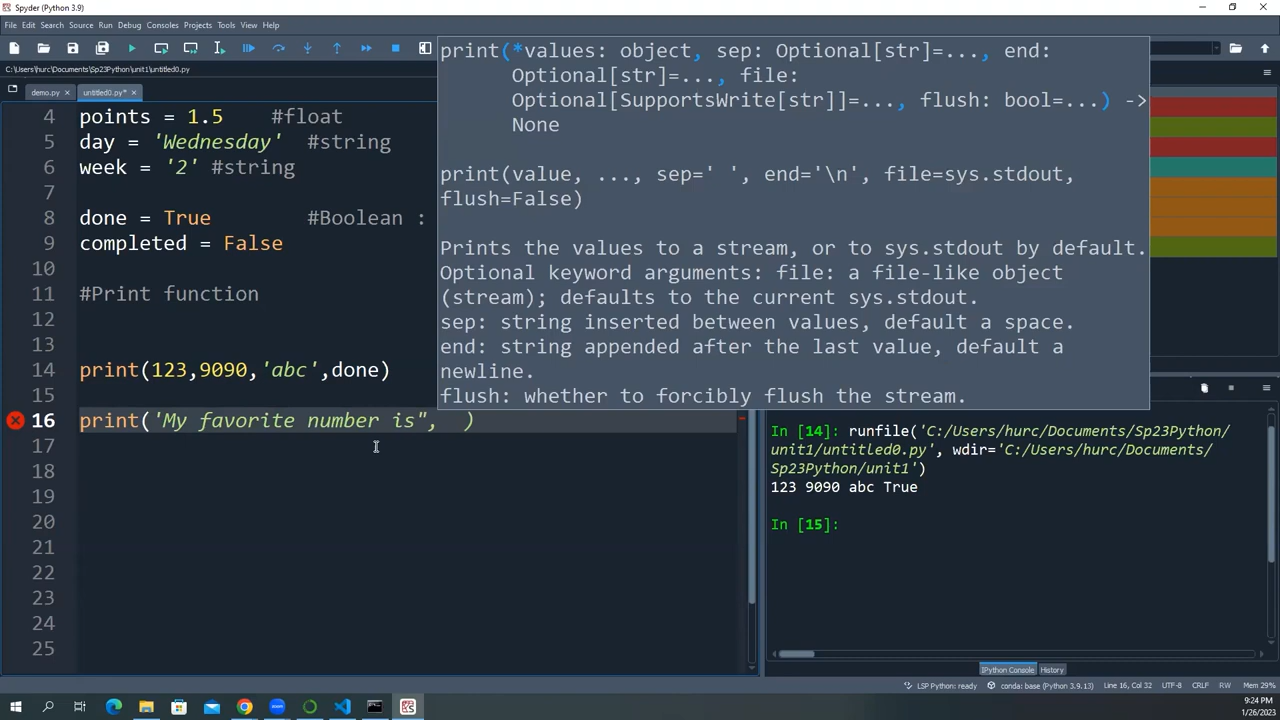 Spyder (Python 3.9)
File Edit Search Source Run Debug Consoles Projects Tools View Help
C:\Users\hurc\Documents\Sp23Python\unit1\untitled0.py
demo.py × untitled0.py* ×
4 points = 1.5 #float
5 day = 'Wednesday' #string
6 week = '2' #string
7
8 done = True #Boolean :
9 completed = False
10
11 #Print function
12
13
14 print(123,9090,'abc',done)
15
16 print('My favorite number is", )
17
18
19
20
21
22
23
24
25
print(*values: object, sep: Optional[str]=..., end:
Optional[str]=..., file:
Optional[SupportsWrite[str]]=..., flush: bool=...) ->
None
print(value, ..., sep=' ', end='\n', file=sys.stdout,
flush=False)
Prints the values to a stream, or to sys.stdout by default.
Optional keyword arguments: file: a file-like object
(stream); defaults to the current sys.stdout.
sep: string inserted between values, default a space.
end: string appended after the last value, default a
newline.
flush: whether to forcibly flush the stream.
In [14]: runfile('C:/Users/hurc/Documents/Sp23Python/
unit1/untitled0.py', wdir='C:/Users/hurc/Documents/
Sp23Python/unit1')
123 9090 abc True
In [15]:
IPython Console History
LSP Python: ready conda: base (Python 3.9.13) Line 16, Col 32 UTF-8 CRLF RW Mem 29%
9:24 PM
1/26/2023